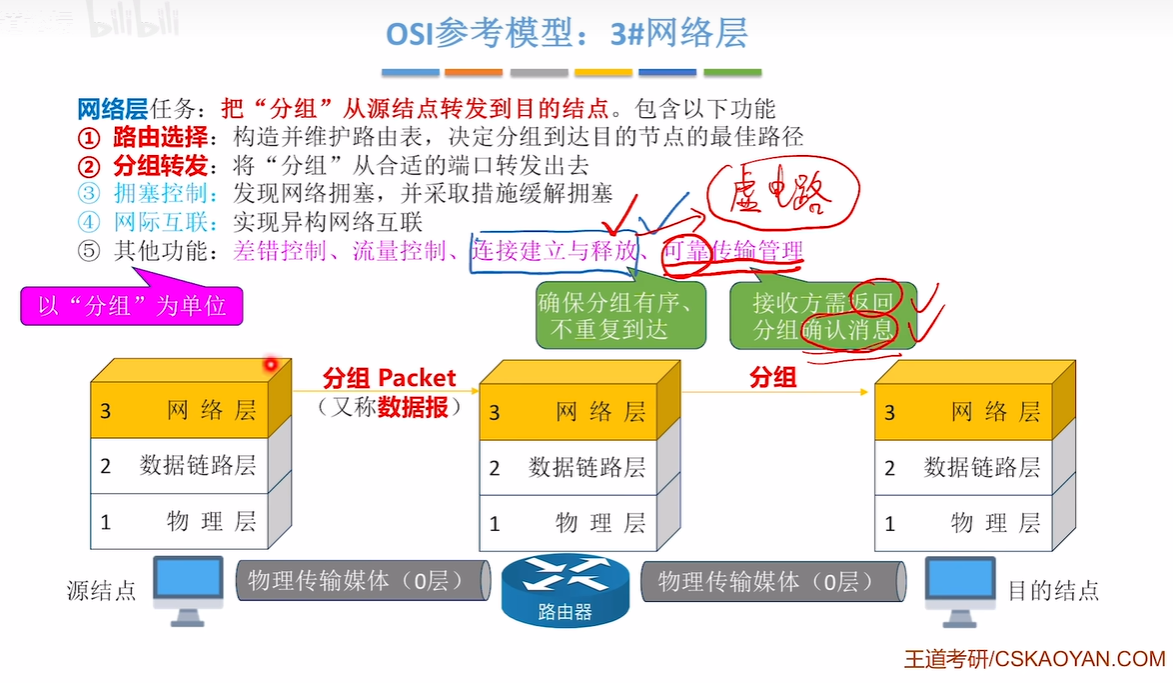 bilibili
OSI参考模型：3#网络层
网络层任务：把“分组”从源结点转发到目的结点。包含以下功能
① 路由选择：构造并维护路由表，决定分组到达目的节点的最佳路径
② 分组转发：将“分组”从合适的端口转发出去
③ 拥塞控制：发现网络拥塞，并采取措施缓解拥塞
④ 网际互联：实现异构网络互联
⑤ 其他功能：差错控制、流量控制、连接建立与释放、可靠传输管理
虚电路
以“分组”为单位
确保分组有序、
不重复到达
接收方需返回
分组确认消息
分组 Packet
（又称数据报）
分组
3 网络层
2 数据链路层
1 物理层
3 网络层
2 数据链路层
1 物理层
3 网络层
2 数据链路层
1 物理层
源结点
物理传输媒体（0层）
路由器
物理传输媒体（0层）
目的结点
王道考研/CSKAOYAN.COM